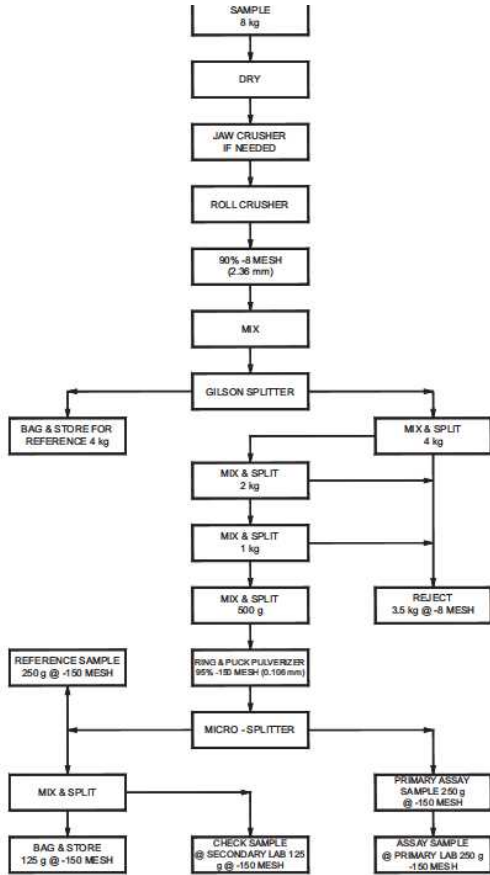 SAMPLE
8 kg
DRY
JAW CRUSHER
IF NEEDED
ROLL CRUSHER
90% -8 MESH
(2.36 mm)
MIX
GILSON SPLITTER
BAG & STORE FOR
REFERENCE 4 kg
MIX & SPLIT
4 kg
MIX & SPLIT
2 kg
MIX & SPLIT
1 kg
MIX & SPLIT
500 g
REJECT
3.5 kg @ -8 MESH
REFERENCE SAMPLE
250 g @ -150 MESH
RING & PUCK PULVERIZER
95% -150 MESH (0.106 mm)
MICRO - SPLITTER
MIX & SPLIT
PRIMARY ASSAY
SAMPLE 250 g
@ -150 MESH
BAG & STORE
125 g @ -150 MESH
CHECK SAMPLE
@ SECONDARY LAB 125
g @ -150 MESH
ASSAY SAMPLE
@ PRIMARY LAB 250 g
-150 MESH